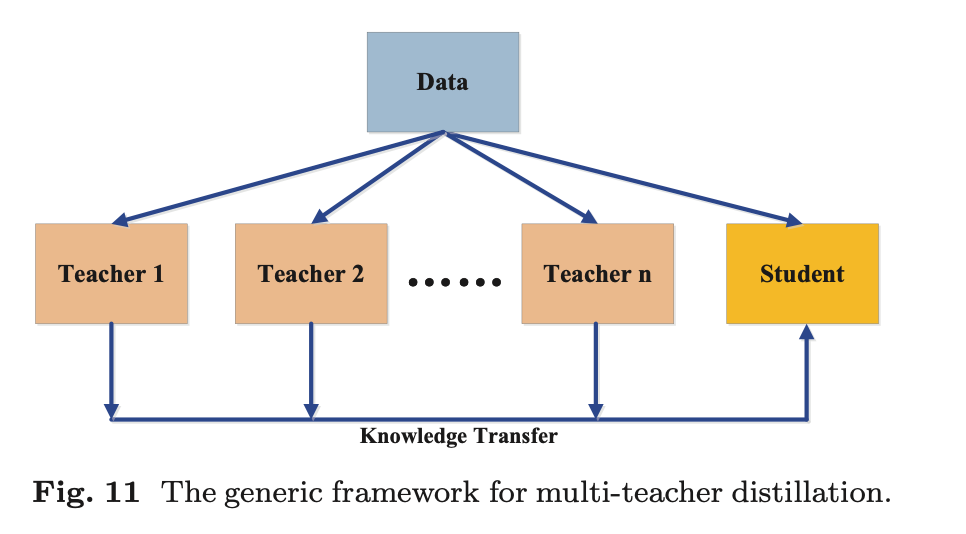 Data
Teacher 1
Teacher 2
......
Teacher n
Student
Knowledge Transfer
Fig. 11 The generic framework for multi-teacher distillation.